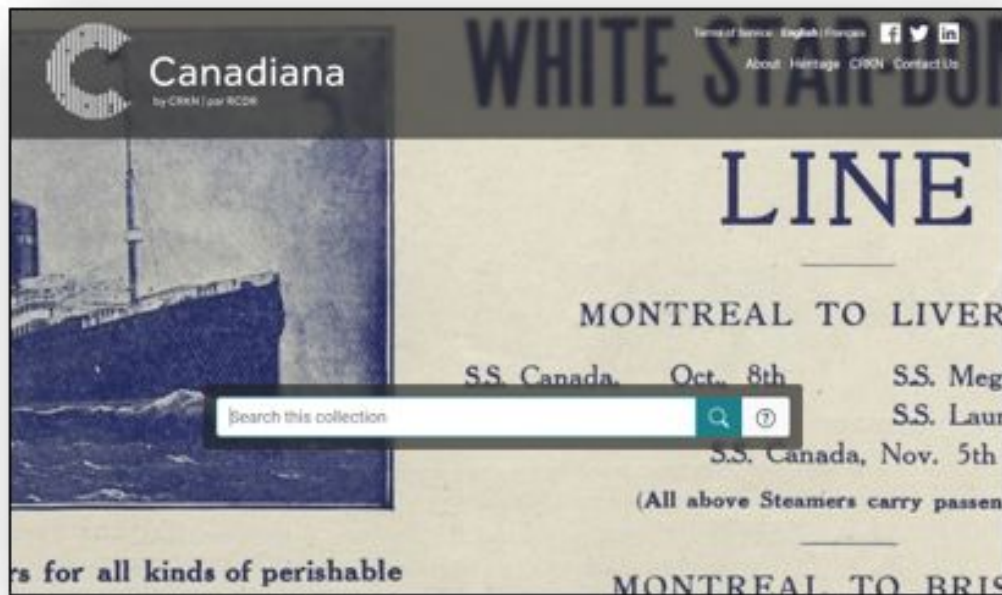 WHITE STAR-DOM
Terms of Service English | Français
Canadiana
by CRKN | par RCDR
About Heritage CRKN Contact Us
LINE
MONTREAL TO LIVER
S.S. Canada, Oct. 8th S.S. Meg
Search this collection
S.S. Laur
S.S. Canada, Nov. 5th
(All above Steamers carry passen
rs for all kinds of perishable
MONTREAL TO BRIS